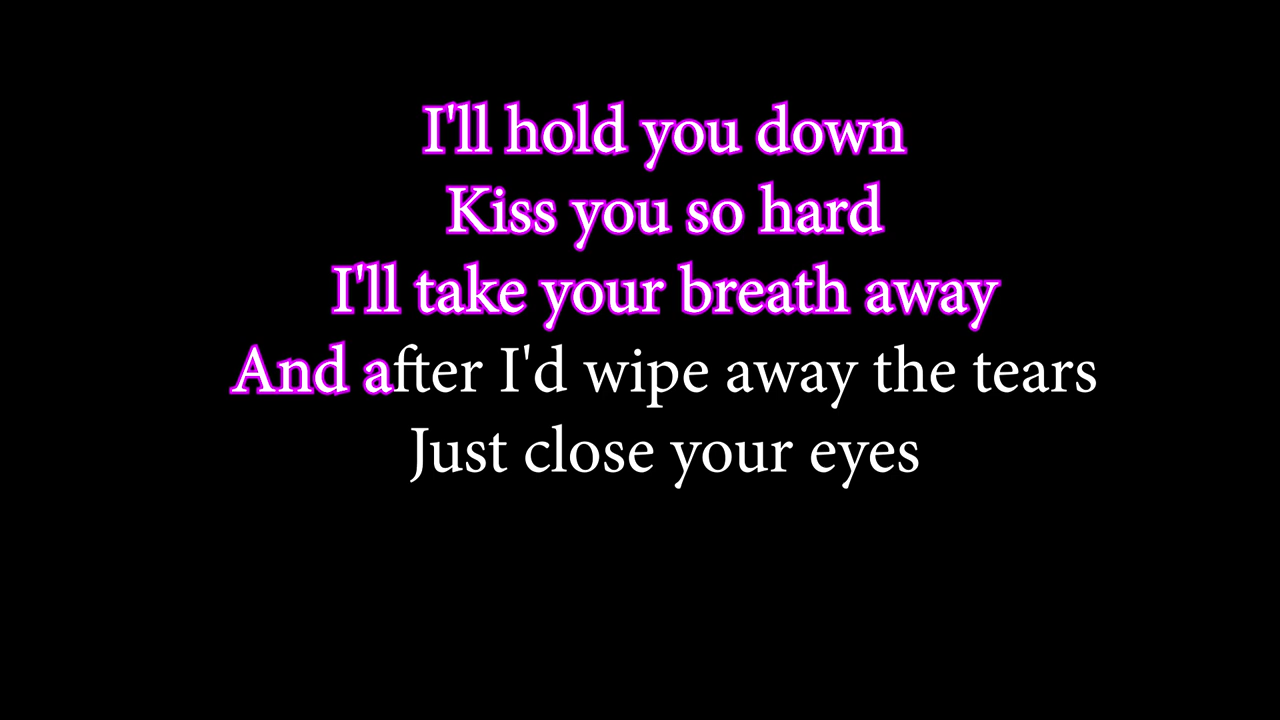 I'll hold you down
Kiss you so hard
I'll take your breath away
And after I'd wipe away the tears
Just close your eyes